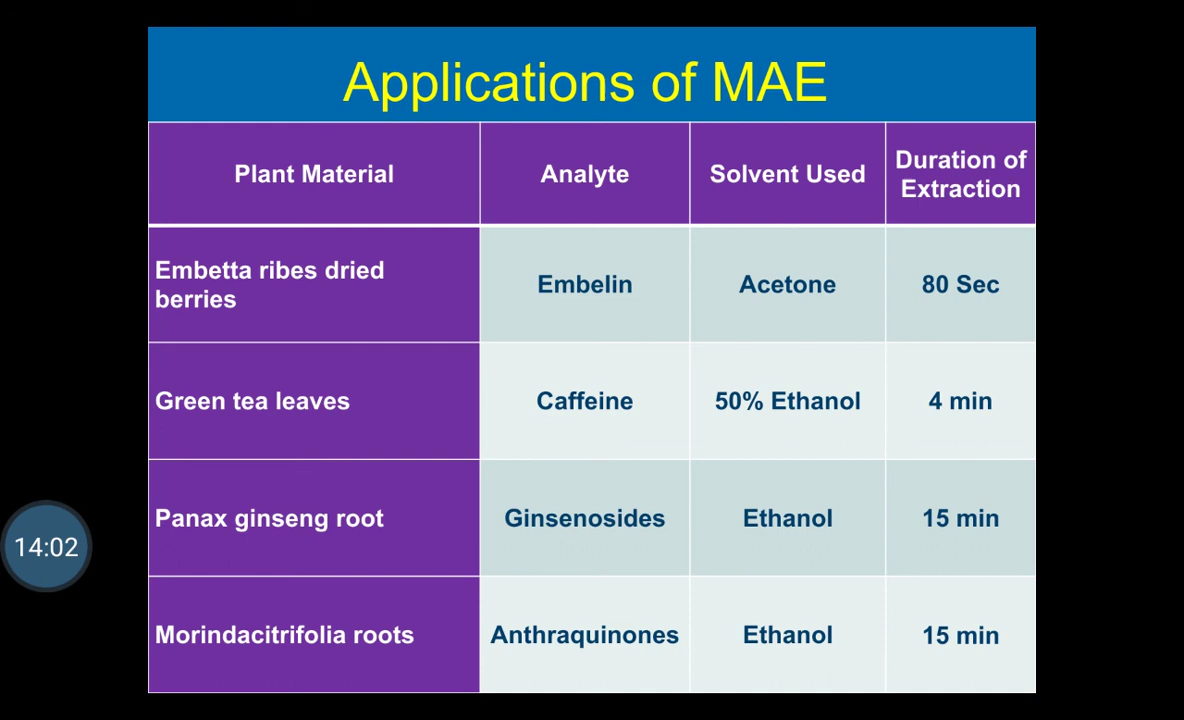 Applications of MAE
Plant Material
Analyte
Solvent Used
Duration of
Extraction
Embetta ribes dried
berries
Embelin
Acetone
80 Sec
Green tea leaves
Caffeine
50% Ethanol
4 min
Panax ginseng root
Ginsenosides
Ethanol
15 min
Morindacitrifolia roots
Anthraquinones
Ethanol
15 min
14:02